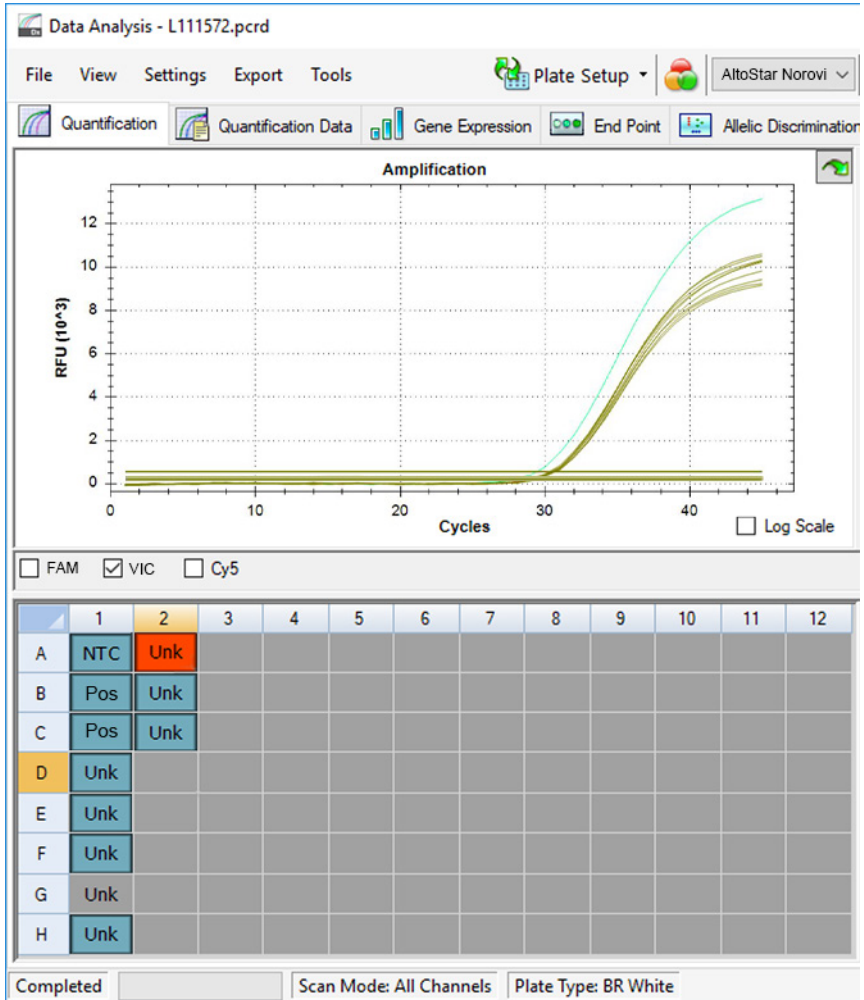 Data Analysis - L111572.pcrd
File View Settings Export Tools Plate Setup AltoStar Norovi
Quantification Quantification Data Gene Expression End Point Allelic Discrimination
Amplification
12
10
8
6
4
2
0
RFU (10^3)
0 10 20 30 40
Cycles
Log Scale
FAM VIC Cy5
1 2 3 4 5 6 7 8 9 10 11 12
A NTC Unk
B Pos Unk
C Pos Unk
D Unk
E Unk
F Unk
G Unk
H Unk
Completed Scan Mode: All Channels Plate Type: BR White